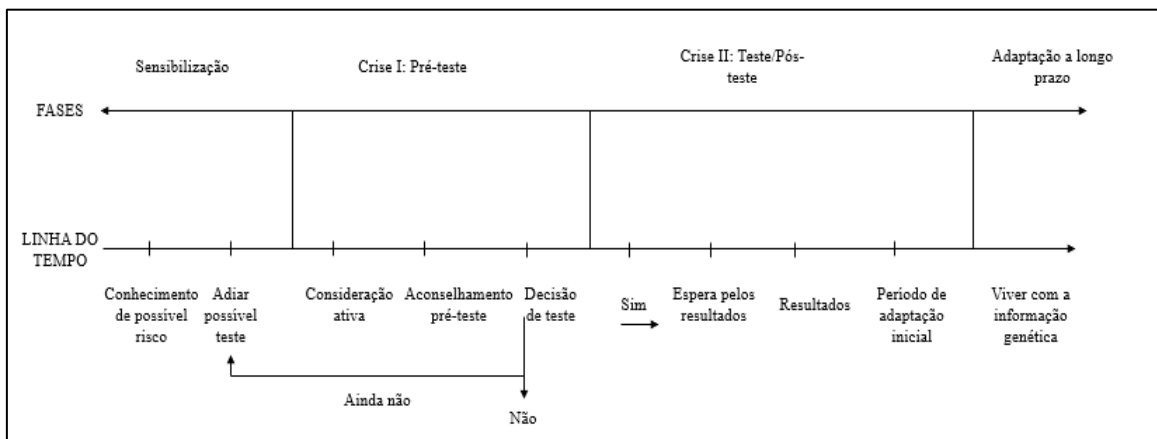 Sensibilização
Crise I: Pré-teste
Crise II: Teste/Pós-
teste
Adaptação a longo
prazo
FASES
LINHA DO
TEMPO
Conhecimento
de possível
risco
Adiar
possível
teste
Consideração
ativa
Aconselhamento
pré-teste
Decisão
de teste
Sim
Espera pelos
resultados
Resultados
Período de
adaptação
inicial
Viver com a
informação
genética
Ainda não
Não